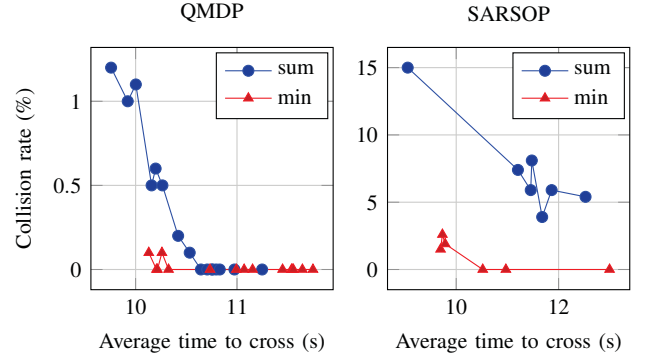 QMDP
SARSOP
Collision rate (%)
1
0.5
0
10
11
Average time to cross (s)
sum
min
15
10
5
0
10
12
Average time to cross (s)
sum
min